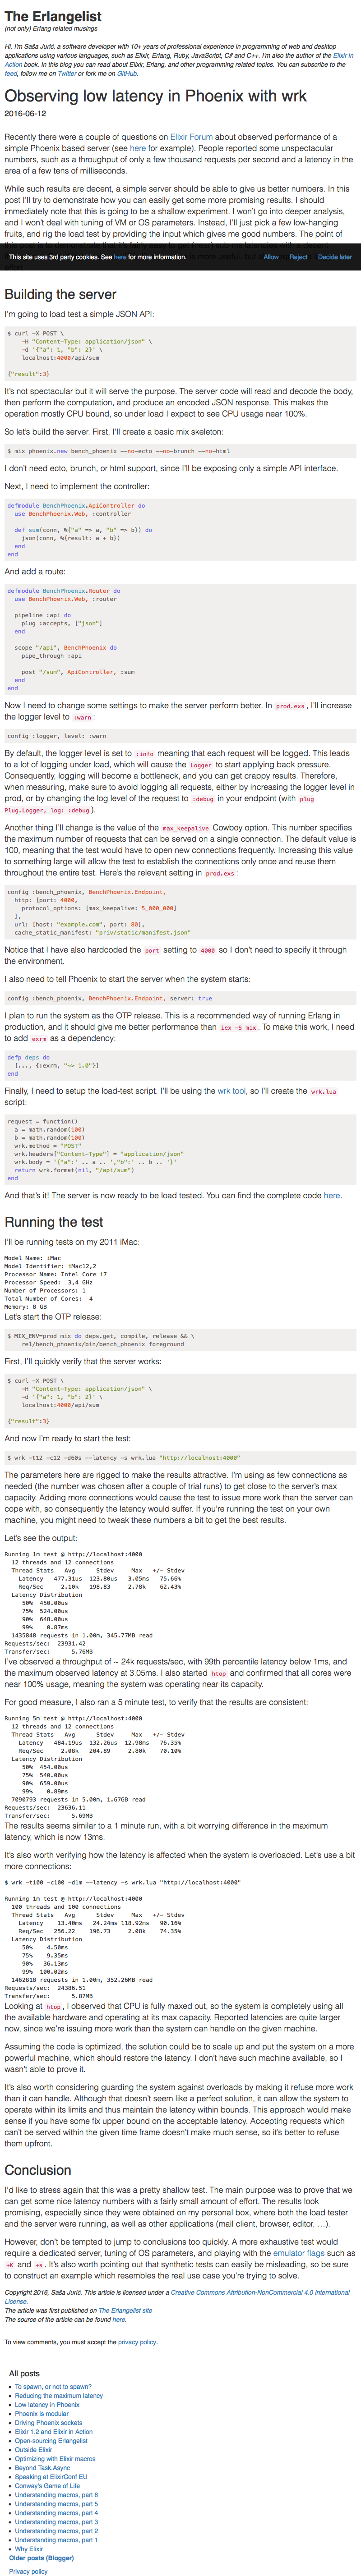 The Erlangelist
(not only) Erlang related musings
Hi, I'm Saša Jurić, a software developer with 10+ years of professional experience in programming of web and desktop
applications using various languages, such as Elixir, Erlang, Ruby, JavaScript, C# and C++. I'm also the author of the Elixir in
Action book. In this blog you can read about Elixir, Erlang, and other programming related topics. You can subscribe to the
feed, follow me on Twitter or fork me on GitHub.
Observing low latency in Phoenix with wrk
2016-06-12
Recently there were a couple of questions on Elixir Forum about observed performance of a
simple Phoenix based server (see here for example). People reported some unspectacular
numbers, such as a throughput of only a few thousand requests per second and a latency in the
area of a few tens of milliseconds.
While such results are decent, a simple server should be able to give us better numbers. In this
post I'll try to demonstrate how you can easily get some more promising results. I should
immediately note that this is going to be a shallow experiment. I won't go into deeper analysis,
and I won't deal with tuning of VM or OS parameters. Instead, I'll just pick a few low-hanging
fruits, and rig the load test by providing the input which gives me good numbers. The point of
This site uses 3rd party cookies. See here for more information. Allow Reject Decide later
Building the server
I'm going to load test a simple JSON API:
$ curl -X POST \
-H "Content-Type: application/json" \
-d '{"a": 1, "b": 2}' \
localhost:4000/api/sum
{"result":3}
It's not spectacular but it will serve the purpose. The server code will read and decode the body,
then perform the computation, and produce an encoded JSON response. This makes the
operation mostly CPU bound, so under load I expect to see CPU usage near 100%.
So let's build the server. First, I'll create a basic mix skeleton:
$ mix phoenix.new bench_phoenix --no-ecto --no-brunch --no-html
I don't need ecto, brunch, or html support, since I'll be exposing only a simple API interface.
Next, I need to implement the controller:
defmodule BenchPhoenix.ApiController do
use BenchPhoenix.Web, :controller
def sum(conn, %{"a" => a, "b" => b}) do
json(conn, %{result: a + b})
end
end
And add a route:
defmodule BenchPhoenix.Router do
use BenchPhoenix.Web, :router
pipeline :api do
plug :accepts, ["json"]
end
scope "/api", BenchPhoenix do
pipe_through :api
post "/sum", ApiController, :sum
end
end
Now I need to change some settings to make the server perform better. In prod.exs, I'll increase
the logger level to :warn:
config :logger, level: :warn
By default, the logger level is set to :info meaning that each request will be logged. This leads
to a lot of logging under load, which will cause the Logger to start applying back pressure.
Consequently, logging will become a bottleneck, and you can get crappy results. Therefore,
when measuring, make sure to avoid logging all requests, either by increasing the logger level in
prod, or by changing the log level of the request to :debug in your endpoint (with plug
Plug.Logger, log: :debug).
Another thing I'll change is the value of the max_keepalive Cowboy option. This number specifies
the maximum number of requests that can be served on a single connection. The default value is
100, meaning that the test would have to open new connections frequently. Increasing this value
to something large will allow the test to establish the connections only once and reuse them
throughout the entire test. Here's the relevant setting in prod.exs:
config :bench_phoenix, BenchPhoenix.Endpoint,
http: [port: 4000,
protocol_options: [max_keepalive: 5_000_000]
],
url: [host: "example.com", port: 80],
cache_static_manifest: "priv/static/manifest.json"
Notice that I have also hardcoded the port setting to 4000 so I don't need to specify it through
the environment.
I also need to tell Phoenix to start the server when the system starts:
config :bench_phoenix, BenchPhoenix.Endpoint, server: true
I plan to run the system as the OTP release. This is a recommended way of running Erlang in
production, and it should give me better performance than iex -S mix. To make this work, I need
to add exrm as a dependency:
defp deps do
[..., {:exrm, "~> 1.0"}]
end
Finally, I need to setup the load-test script. I'll be using the wrk tool, so I'll create the wrk.lua
script:
request = function()
a = math.random(100)
b = math.random(100)
wrk.method = "POST"
wrk.headers["Content-Type"] = "application/json"
wrk.body = '{"a":' .. a .. ',"b":' .. b .. '}'
return wrk.format(nil, "/api/sum")
end
And that's it! The server is now ready to be load tested. You can find the complete code here.
Running the test
I'll be running tests on my 2011 iMac:
Model Name: iMac
Model Identifier: iMac12,2
Processor Name: Intel Core i7
Processor Speed: 3,4 GHz
Number of Processors: 1
Total Number of Cores: 4
Memory: 8 GB
Let's start the OTP release:
$ MIX_ENV=prod mix do deps.get, compile, release && \
rel/bench_phoenix/bin/bench_phoenix foreground
First, I'll quickly verify that the server works:
$ curl -X POST \
-H "Content-Type: application/json" \
-d '{"a": 1, "b": 2}' \
localhost:4000/api/sum
{"result":3}
And now I'm ready to start the test:
$ wrk -t12 -c12 -d60s --latency -s wrk.lua "http://localhost:4000"
The parameters here are rigged to make the results attractive. I'm using as few connections as
needed (the number was chosen after a couple of trial runs) to get close to the server's max
capacity. Adding more connections would cause the test to issue more work than the server can
cope with, so consequently the latency would suffer. If you're running the test on your own
machine, you might need to tweak these numbers a bit to get the best results.
Let's see the output:
Running 1m test @ http://localhost:4000
12 threads and 12 connections
Thread Stats Avg Stdev Max +/- Stdev
Latency 477.31us 123.80us 3.05ms 75.66%
Req/Sec 2.10k 198.83 2.78k 62.43%
Latency Distribution
50% 450.00us
75% 524.00us
90% 648.00us
99% 0.87ms
1435848 requests in 1.00m, 345.77MB read
Requests/sec: 23931.42
Transfer/sec: 5.76MB
I've observed a throughput of ~ 24k requests/sec, with 99th percentile latency below 1ms, and
the maximum observed latency at 3.05ms. I also started htop and confirmed that all cores were
near 100% usage, meaning the system was operating near its capacity.
For good measure, I also ran a 5 minute test, to verify that the results are consistent:
Running 5m test @ http://localhost:4000
12 threads and 12 connections
Thread Stats Avg Stdev Max +/- Stdev
Latency 484.19us 132.26us 12.98ms 76.35%
Req/Sec 2.08k 204.89 2.80k 70.10%
Latency Distribution
50% 454.00us
75% 540.00us
90% 659.00us
99% 0.89ms
7090793 requests in 5.00m, 1.67GB read
Requests/sec: 23636.11
Transfer/sec: 5.69MB
The results seems similar to a 1 minute run, with a bit worrying difference in the maximum
latency, which is now 13ms.
It's also worth verifying how the latency is affected when the system is overloaded. Let's use a bit
more connections:
$ wrk -t100 -c100 -d1m --latency -s wrk.lua "http://localhost:4000"
Running 1m test @ http://localhost:4000
100 threads and 100 connections
Thread Stats Avg Stdev Max +/- Stdev
Latency 13.40ms 24.24ms 118.92ms 90.16%
Req/Sec 256.22 196.73 2.08k 74.35%
Latency Distribution
50% 4.50ms
75% 9.35ms
90% 36.13ms
99% 100.02ms
1462818 requests in 1.00m, 352.26MB read
Requests/sec: 24386.51
Transfer/sec: 5.87MB
Looking at htop, I observed that CPU is fully maxed out, so the system is completely using all
the available hardware and operating at its max capacity. Reported latencies are quite larger
now, since we're issuing more work than the system can handle on the given machine.
Assuming the code is optimized, the solution could be to scale up and put the system on a more
powerful machine, which should restore the latency. I don't have such machine available, so I
wasn't able to prove it.
It's also worth considering guarding the system against overloads by making it refuse more work
than it can handle. Although that doesn't seem like a perfect solution, it can allow the system to
operate within its limits and thus maintain the latency within bounds. This approach would make
sense if you have some fix upper bound on the acceptable latency. Accepting requests which
can't be served within the given time frame doesn't make much sense, so it's better to refuse
them upfront.
Conclusion
I'd like to stress again that this was a pretty shallow test. The main purpose was to prove that we
can get some nice latency numbers with a fairly small amount of effort. The results look
promising, especially since they were obtained on my personal box, where both the load tester
and the server were running, as well as other applications (mail client, browser, editor, ...).
However, don't be tempted to jump to conclusions too quickly. A more exhaustive test would
require a dedicated server, tuning of OS parameters, and playing with the emulator flags such as
+K and +s. It's also worth pointing out that synthetic tests can easily be misleading, so be sure
to construct an example which resembles the real use case you're trying to solve.
Copyright 2016, Saša Jurić. This article is licensed under a Creative Commons Attribution-NonCommercial 4.0 International
License.
The article was first published on The Erlangelist site
The source of the article can be found here.
To view comments, you must accept the privacy policy.
All posts
To spawn, or not to spawn?
Reducing the maximum latency
Low latency in Phoenix
Phoenix is modular
Driving Phoenix sockets
Elixir 1.2 and Elixir in Action
Open-sourcing Erlangelist
Outside Elixir
Optimizing with Elixir macros
Beyond Task.Async
Speaking at ElixirConf EU
Conway's Game of Life
Understanding macros, part 6
Understanding macros, part 5
Understanding macros, part 4
Understanding macros, part 3
Understanding macros, part 2
Understanding macros, part 1
Why Elixir
Older posts (Blogger)
Privacy policy